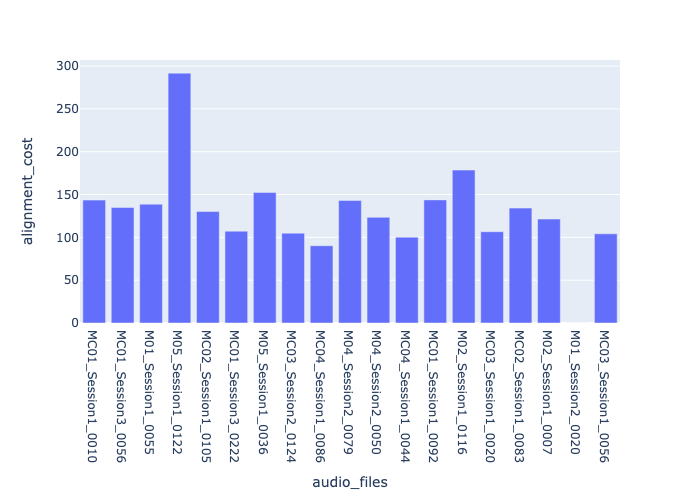 300
250
200
150
100
50
0
alignment_cost
MC01_Session1_0010
MC01_Session3_0056
M01_Session1_0055
M05_Session1_0122
MC02_Session1_0105
MC01_Session3_0222
M05_Session1_0036
MC03_Session2_0124
MC04_Session1_0086
M04_Session2_0079
M04_Session2_0050
MC04_Session1_0044
MC01_Session1_0092
M02_Session1_0116
MC03_Session1_0020
MC02_Session1_0083
M02_Session1_0007
M01_Session2_0020
MC03_Session1_0056
audio_files